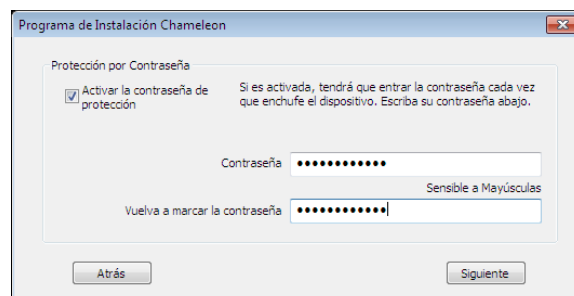 Programa de Instalación Chameleon
Protección por Contraseña
Activar la contraseña de
protección
Si es activada, tendrá que entrar la contraseña cada vez
que enchufe el dispositivo. Escriba su contraseña abajo.
Contraseña ••••••••••••
Sensible a Mayúsculas
Vuelva a marcar la contraseña ••••••••••••
Atrás
Siguiente